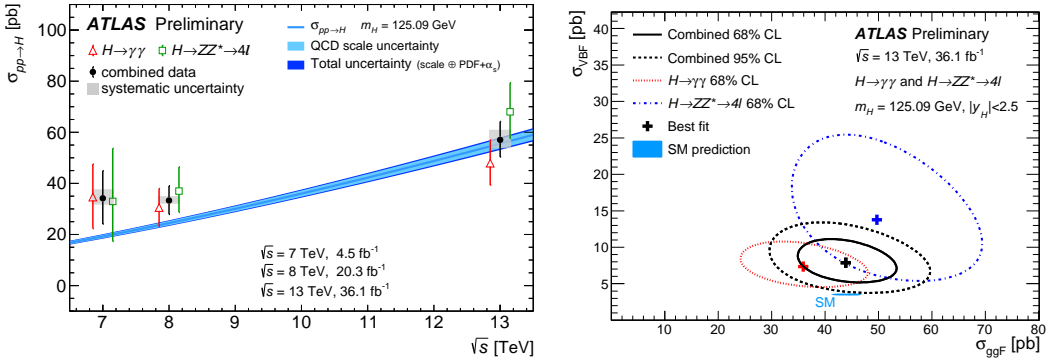 ATLAS Preliminary
σpp→H mH = 125.09 GeV
QCD scale uncertainty
Total uncertainty (scale ⊕ PDF+αs)
H→γγ H→ZZ*→4l
combined data
systematic uncertainty
√s = 7 TeV, 4.5 fb-1
√s = 8 TeV, 20.3 fb-1
√s = 13 TeV, 36.1 fb-1
σpp→H [pb]
100
80
60
40
20
0
7 8 9 10 11 12 13
√s [TeV]
σVBF [pb]
40
35
30
25
20
15
10
5
0
0 10 20 30 40 50 60 70 80
σggF [pb]
Combined 68% CL
Combined 95% CL
H→γγ 68% CL
H→ZZ*→4l 68% CL
Best fit
SM prediction
ATLAS Preliminary
√s = 13 TeV, 36.1 fb-1
H→γγ and H→ZZ*→4l
mH = 125.09 GeV, |yH|<2.5
SM